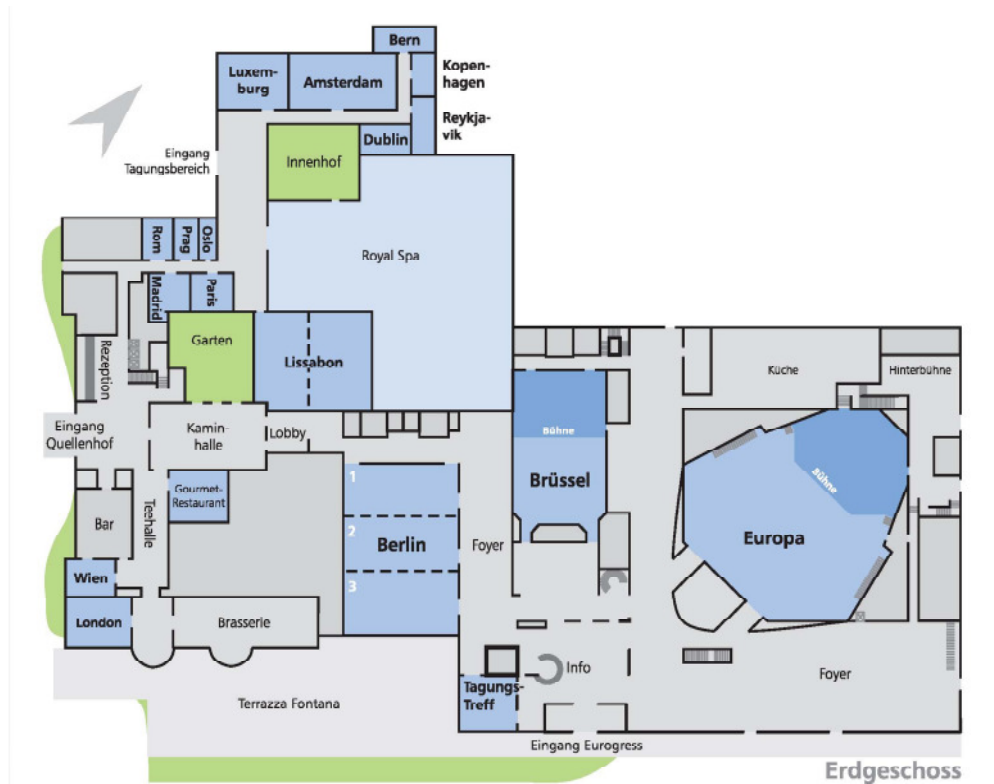 Bern
Luxem-
burg
Amsterdam
Kopen-
hagen
Reykja-
vik
Dublin
Innenhof
Eingang
Tagungsbereich
Rom
Prag
Oslo
Royal Spa
Madrid
Paris
Garten
Lissabon
Rezeption
Küche
Hinterbühne
Eingang
Quellenhof
Kamin-
halle
Lobby
Bühne
Brüssel
Bühne
Gourmet-
Restaurant
1
2
3
Berlin
Bar
Teehalle
Foyer
Europa
Wien
London
Brasserie
Info
Foyer
Tagungs-
Treff
Terrazza Fontana
Eingang Eurogress
Erdgeschoss